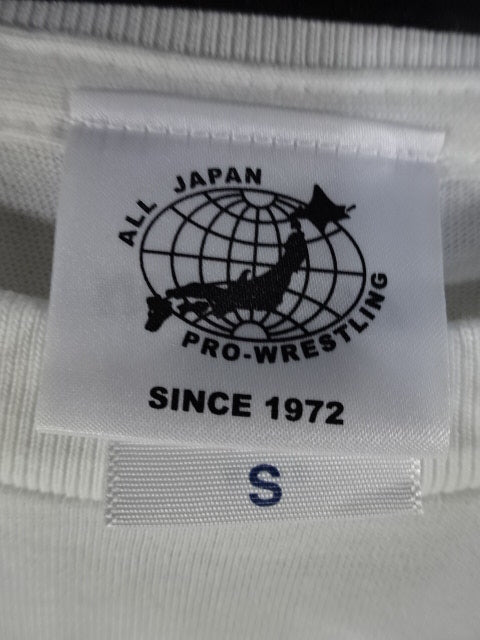 ALL JAPAN
PRO-WRESTLING
SINCE 1972
S